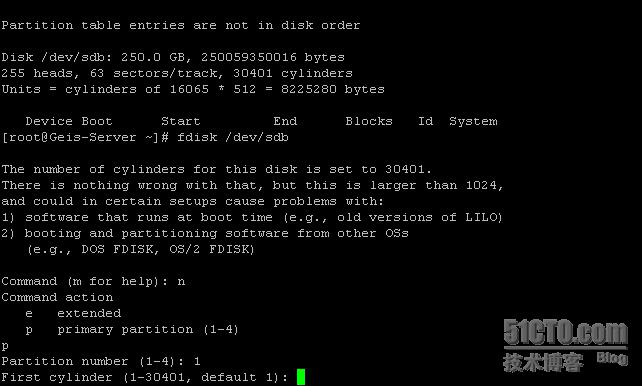 Partition table entries are not in disk order
Disk /dev/sdb: 250.0 GB, 250059350016 bytes
255 heads, 63 sectors/track, 30401 cylinders
Units = cylinders of 16065 * 512 = 8225280 bytes
Device Boot Start End Blocks Id System
[root@Geis-Server ~]# fdisk /dev/sdb
The number of cylinders for this disk is set to 30401.
There is nothing wrong with that, but this is larger than 1024,
and could in certain setups cause problems with:
1) software that runs at boot time (e.g., old versions of LILO)
2) booting and partitioning software from other OSs
(e.g., DOS FDISK, OS/2 FDISK)
Command (m for help): n
Command action
e extended
p primary partition (1-4)
p
Partition number (1-4): 1
First cylinder (1-30401, default 1):
51CTO.com
技术博客 Blog